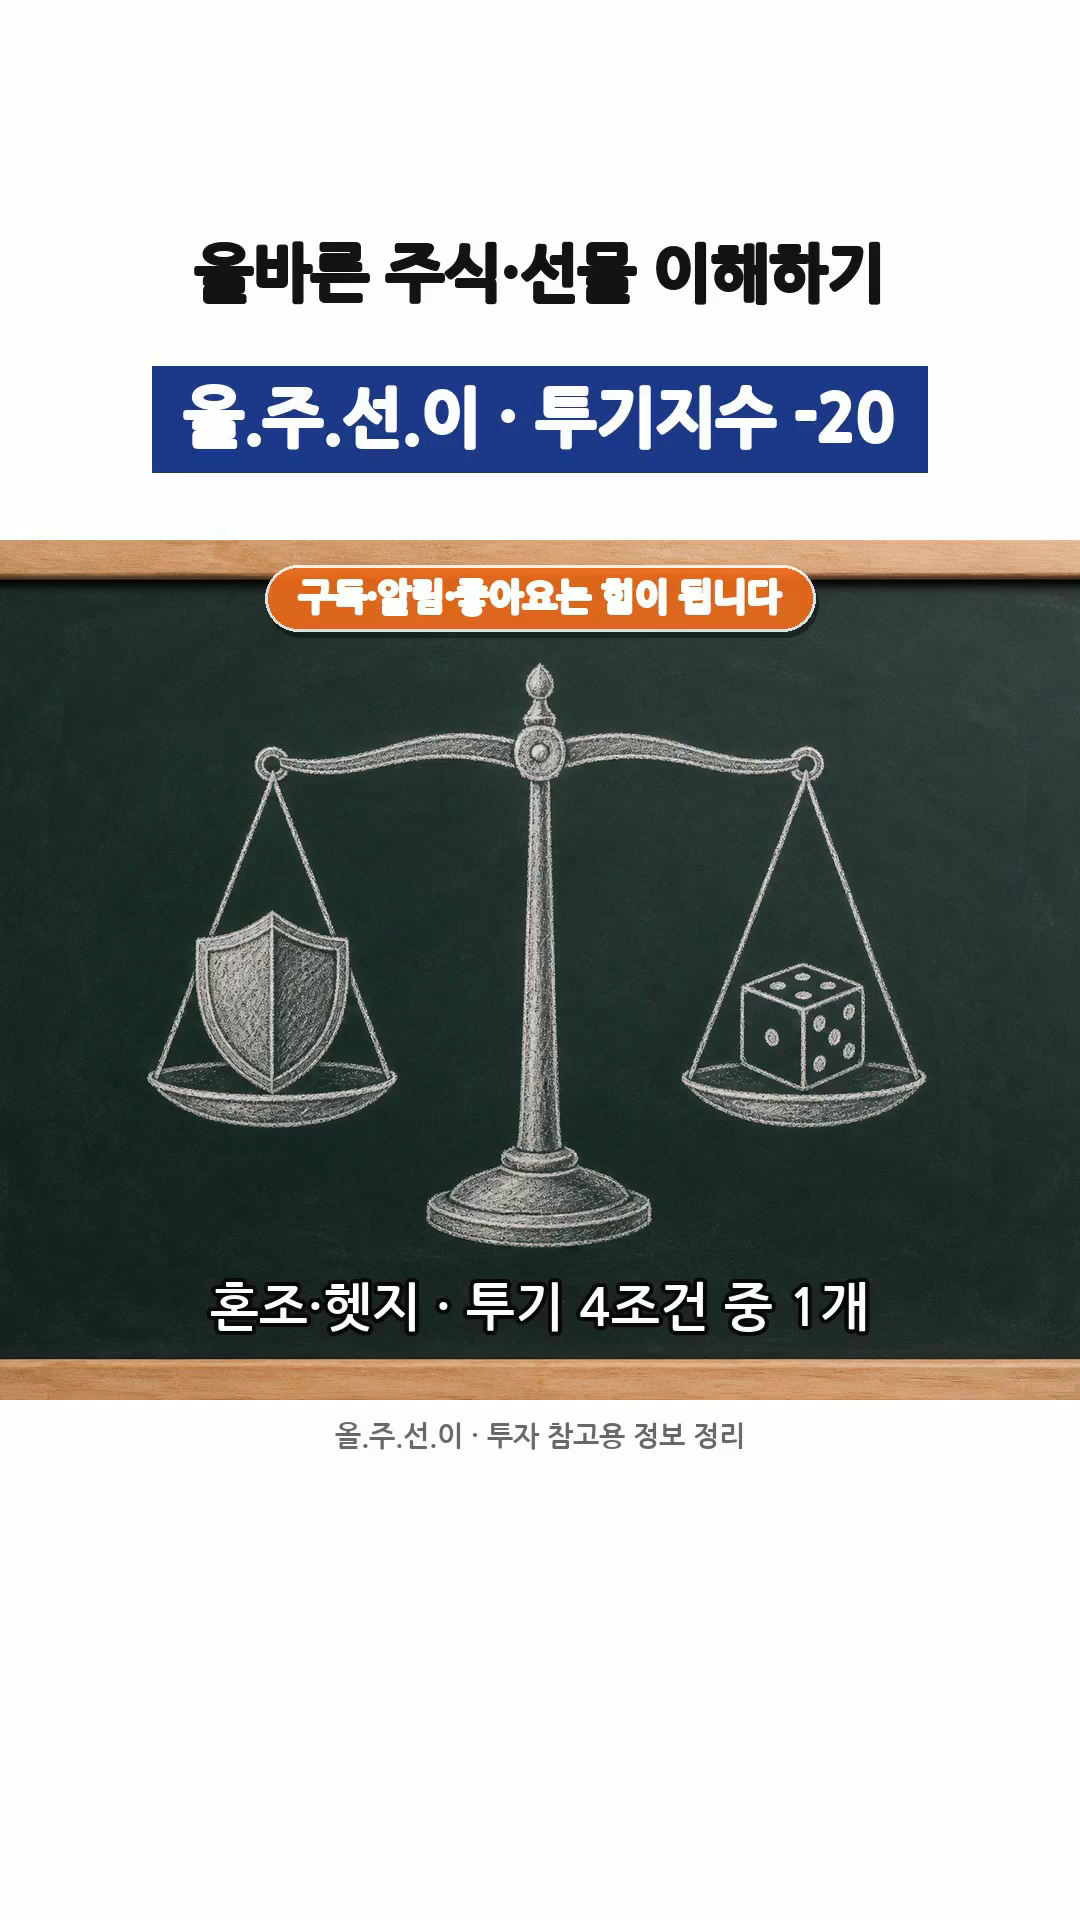 올바른 주식·선물 이해하기
올.주.선.이 · 투기지수 -20
구독·알림·좋아요는 힘이 됩니다
혼조·헷지 · 투기 4조건 중 1개
올.주.선.이 · 투자 참고용 정보 정리